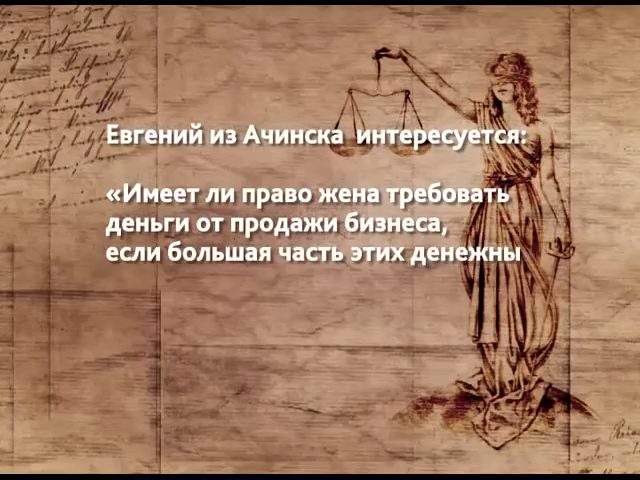 Евгений из Ачинска интересуется:
«Имеет ли право жена требовать
деньги от продажи бизнеса,
если большая часть этих денежны